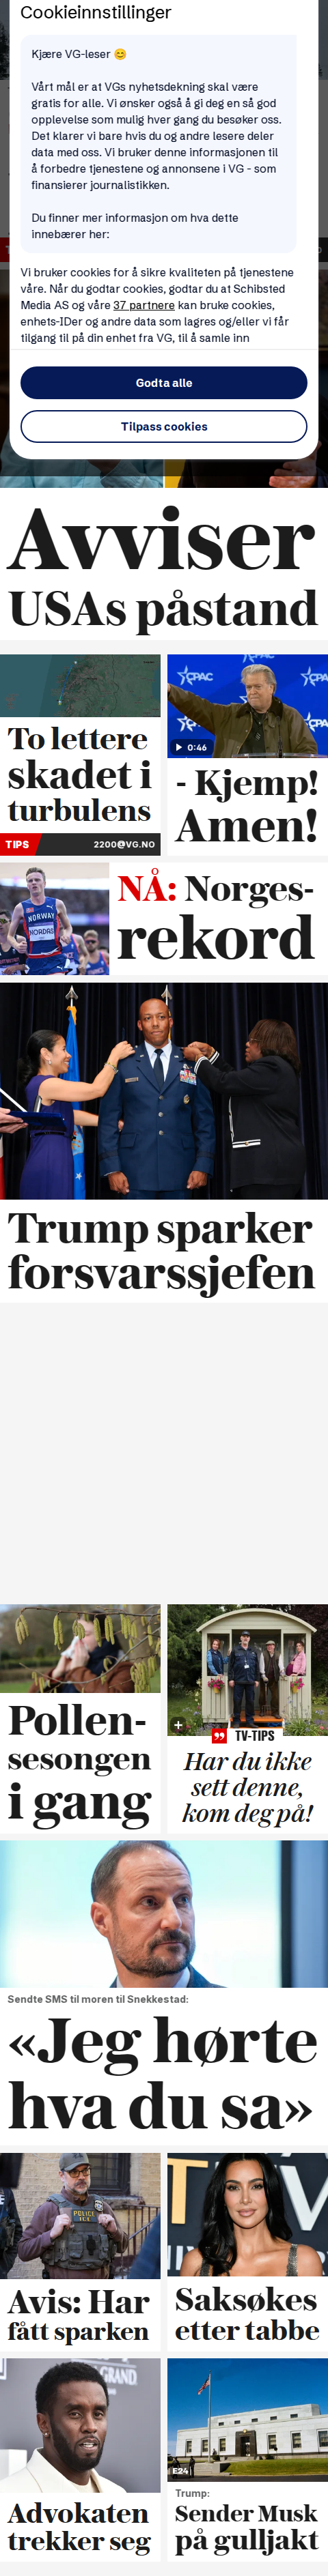 Cookieinnstillinger
Kjære VG-leser 😊
Vårt mål er at VGs nyhetsdekning skal være
gratis for alle. Vi ønsker også å gi deg en så god
opplevelse som mulig hver gang du besøker oss.
Det klarer vi bare hvis du og andre lesere deler
data med oss. Vi bruker denne informasjonen til
å forbedre tjenestene og annonsene i VG - som
finansierer journalistikken.
Du finner mer informasjon om hva dette
innebærer her:
Vi bruker cookies for å sikre kvaliteten på tjenestene
våre. Når du godtar cookies, godtar du at Schibsted
Media AS og våre 37 partnere kan bruke cookies,
enhets-IDer og andre data som lagres og/eller vi får
tilgang til på din enhet fra VG, til å samle inn
Godta alle
Tilpass cookies
Avviser
USAs påstand
To lettere
skadet i
turbulens
TIPS 2200@VG.NO
CPAC
CPAC
0:46
- Kjemp!
Amen!
NORWAY
NORDÅS
NÅ: Norges-
rekord
Trump sparker
forsvarssjefen
Pollen-
sesongen
i gang
TV-TIPS
Har du ikke
sett denne,
kom deg på!
Sendte SMS til moren til Snekkestad:
«Jeg hørte
hva du sa»
POLICE
ICE
Avis: Har
fått sparken
Saksøkes
etter tabbe
Advokaten
trekker seg
E24
Trump:
Sender Musk
på gulljakt